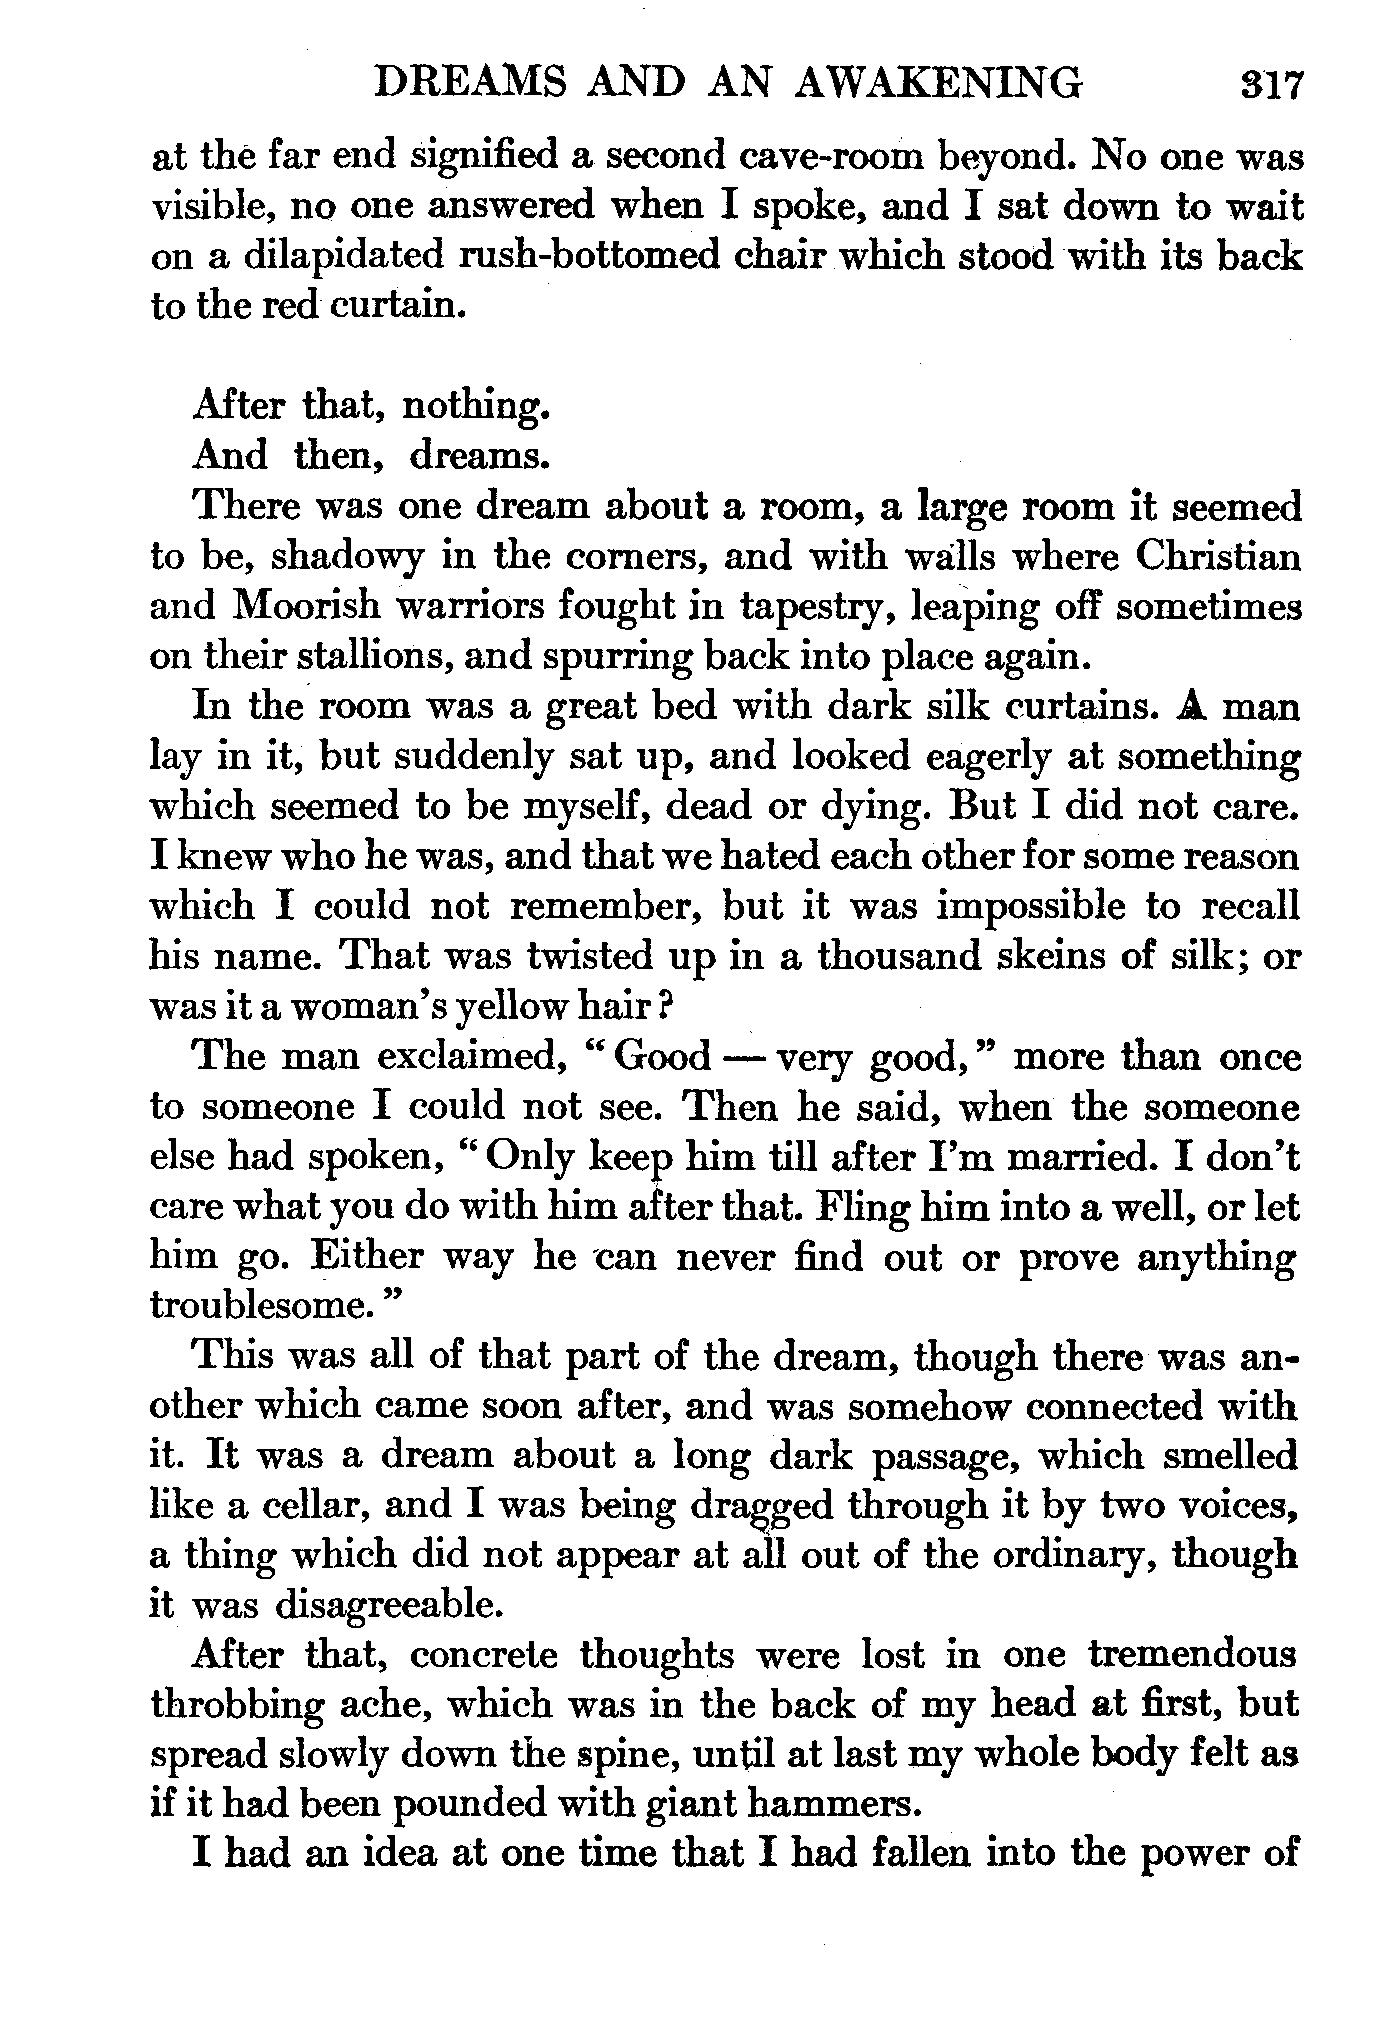 DREAMS AND AN AWAKENING 317
at the far end signified a second cave-room beyond. No one was
visible, no one answered when I spoke, and I sat down to wait
on a dilapidated rush-bottomed chair which stood with its back
to the red curtain.
After that, nothing.
And then, dreams.
There was one dream about a room, a large room it seemed
to be, shadowy in the corners, and with walls where Christian
and Moorish warriors fought in tapestry, leaping off sometimes
on their stallions, and spurring back into place again.
In the room was a great bed with dark silk curtains. A man
lay in it, but suddenly sat up, and looked eagerly at something
which seemed to be myself, dead or dying. But I did not care.
I knew who he was, and that we hated each other for some reason
which I could not remember, but it was impossible to recall
his name. That was twisted up in a thousand skeins of silk; or
was it a woman's yellow hair?
The man exclaimed, "Good — very good," more than once
to someone I could not see. Then he said, when the someone
else had spoken, "Only keep him till after I'm married. I don't
care what you do with him after that. Fling him into a well, or let
him go. Either way he can never find out or prove anything
troublesome."
This was all of that part of the dream, though there was an-
other which came soon after, and was somehow connected with
it. It was a dream about a long dark passage, which smelled
like a cellar, and I was being dragged through it by two voices,
a thing which did not appear at all out of the ordinary, though
it was disagreeable.
After that, concrete thoughts were lost in one tremendous
throbbing ache, which was in the back of my head at first, but
spread slowly down the spine, until at last my whole body felt as
if it had been pounded with giant hammers.
I had an idea at one time that I had fallen into the power of